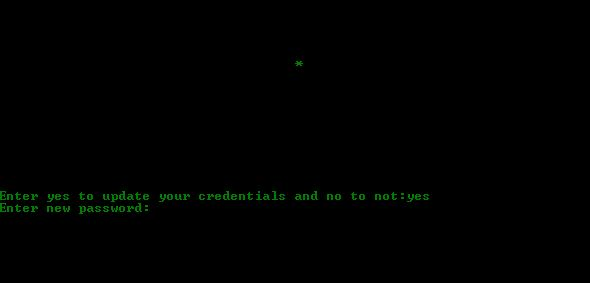 *
Enter yes to update your credentials and no to not:yes
Enter new password: